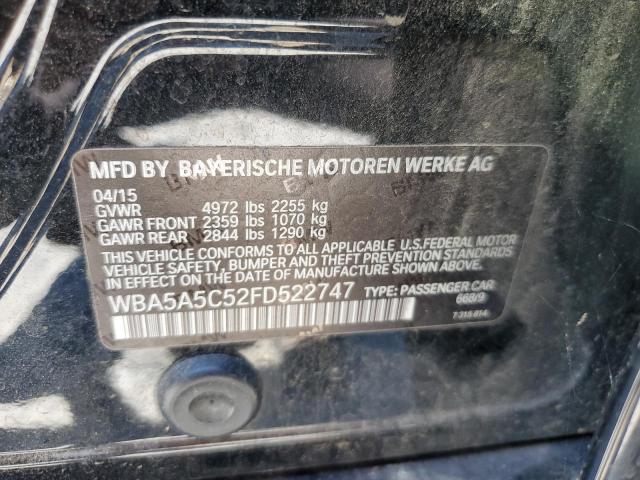 MFD BY BAYERISCHE MOTOREN WERKE AG
04/15
GVWR 4972 lbs 2255 kg
GAWR FRONT 2359 lbs 1070 kg
GAWR REAR 2844 lbs 1290 kg
THIS VEHICLE CONFORMS TO ALL APPLICABLE U.S. FEDERAL MOTOR
VEHICLE SAFETY, BUMPER AND THEFT PREVENTION STANDARDS
IN EFFECT ON THE DATE OF MANUFACTURE SHOWN ABOVE.
WBA5A5C52FD522747 TYPE: PASSENGER CAR
668/9
7 315 814